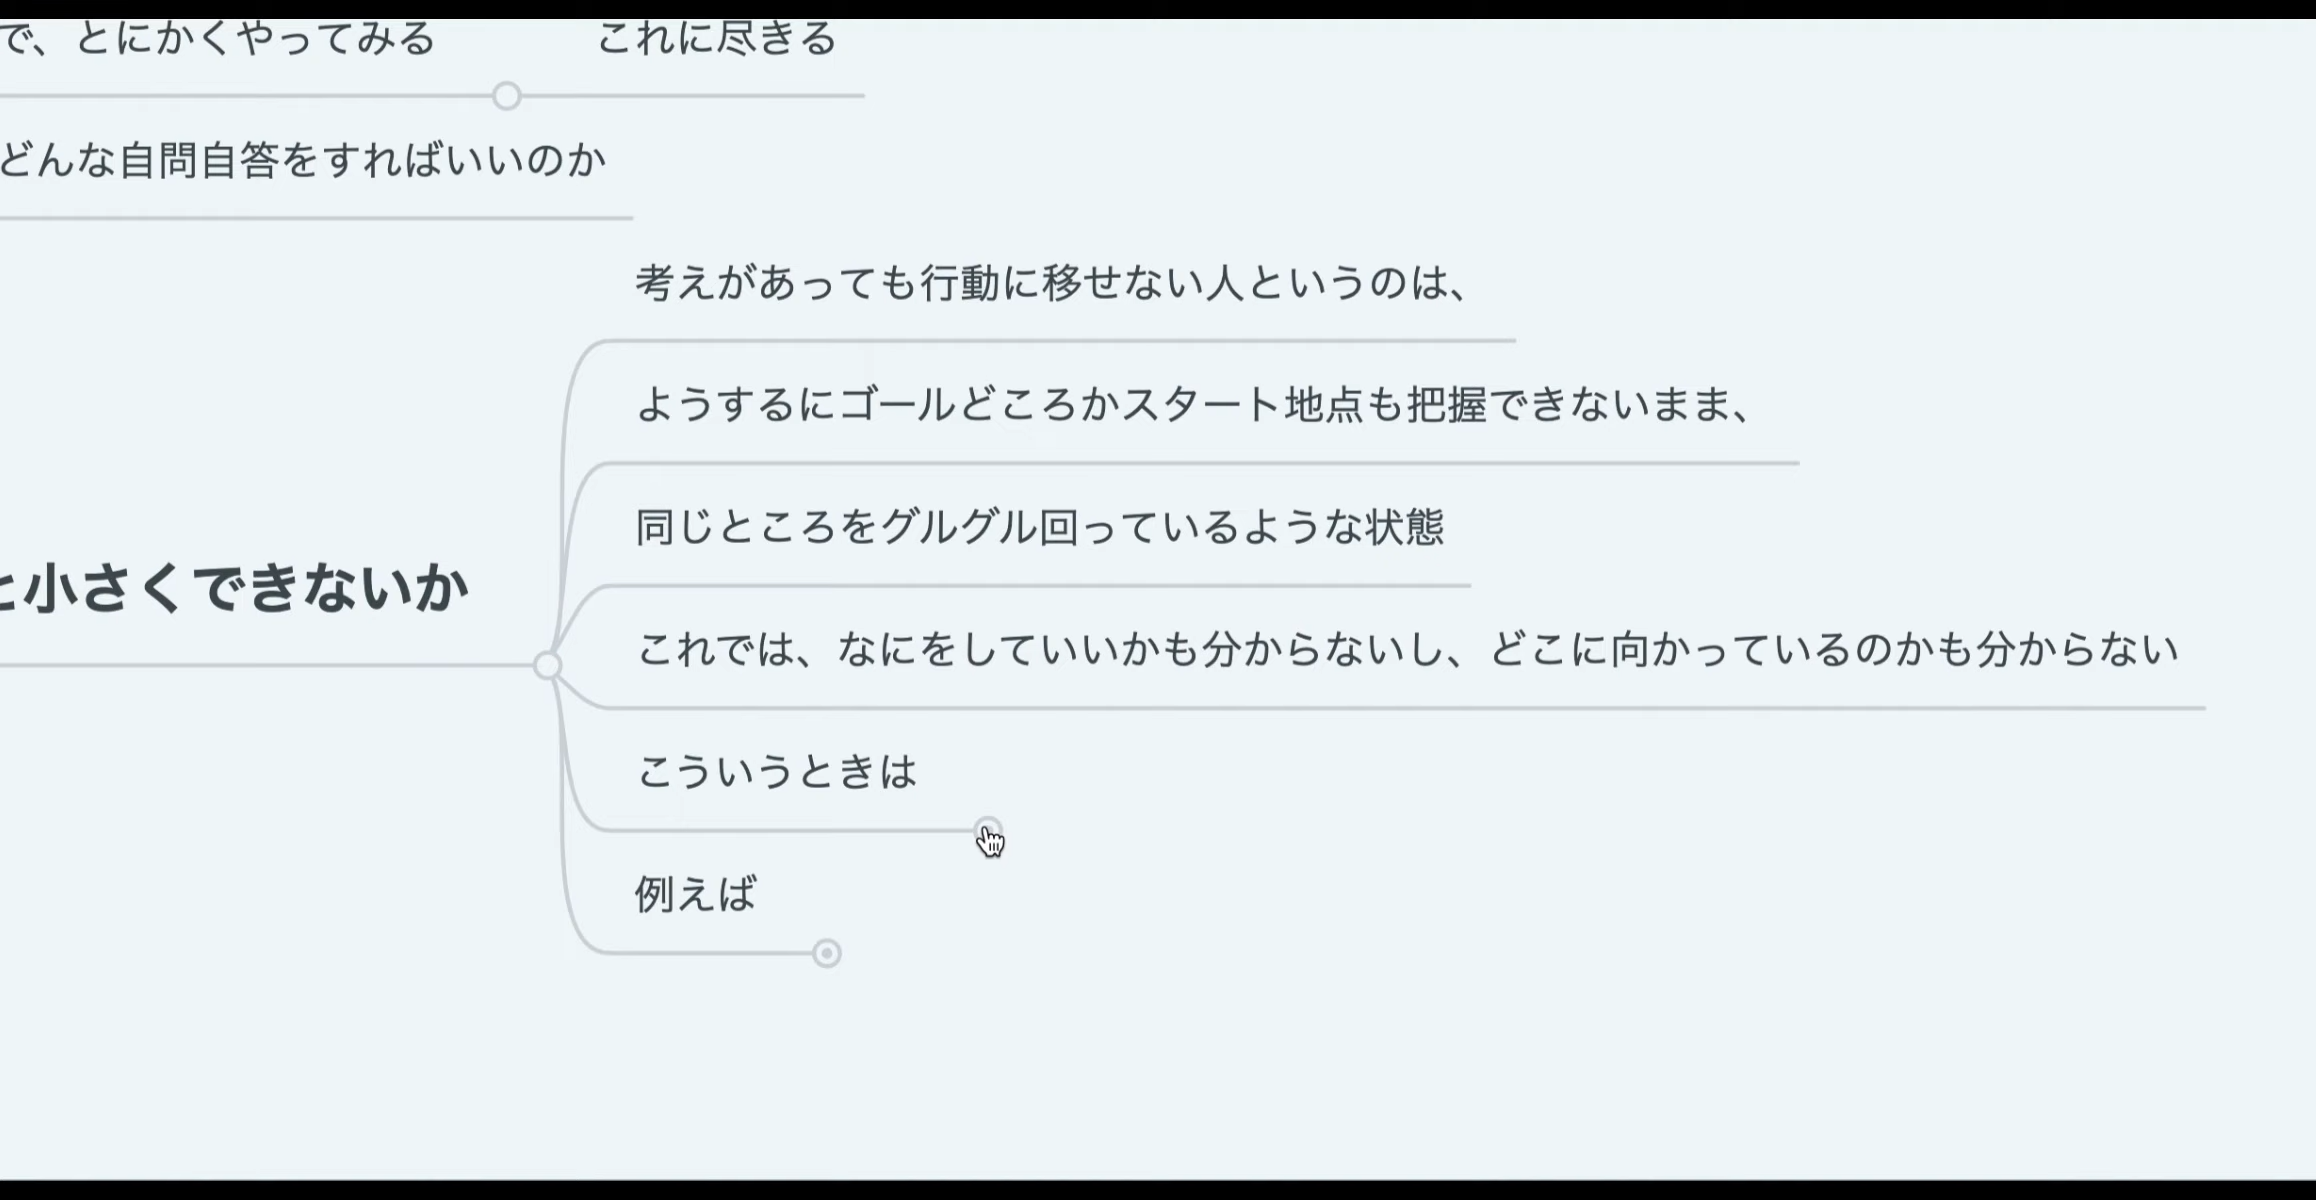 で、とにかくやってみる
これに尽きる
どんな自問自答をすればいいのか
考えがあっても行動に移せない人というのは、
ようするにゴールどころかスタート地点も把握できないまま、
同じところをグルグル回っているような状態
と小さくできないか
これでは、なにをしていいかも分からないし、どこに向かっているのかも分からない
こういうときは
例えば